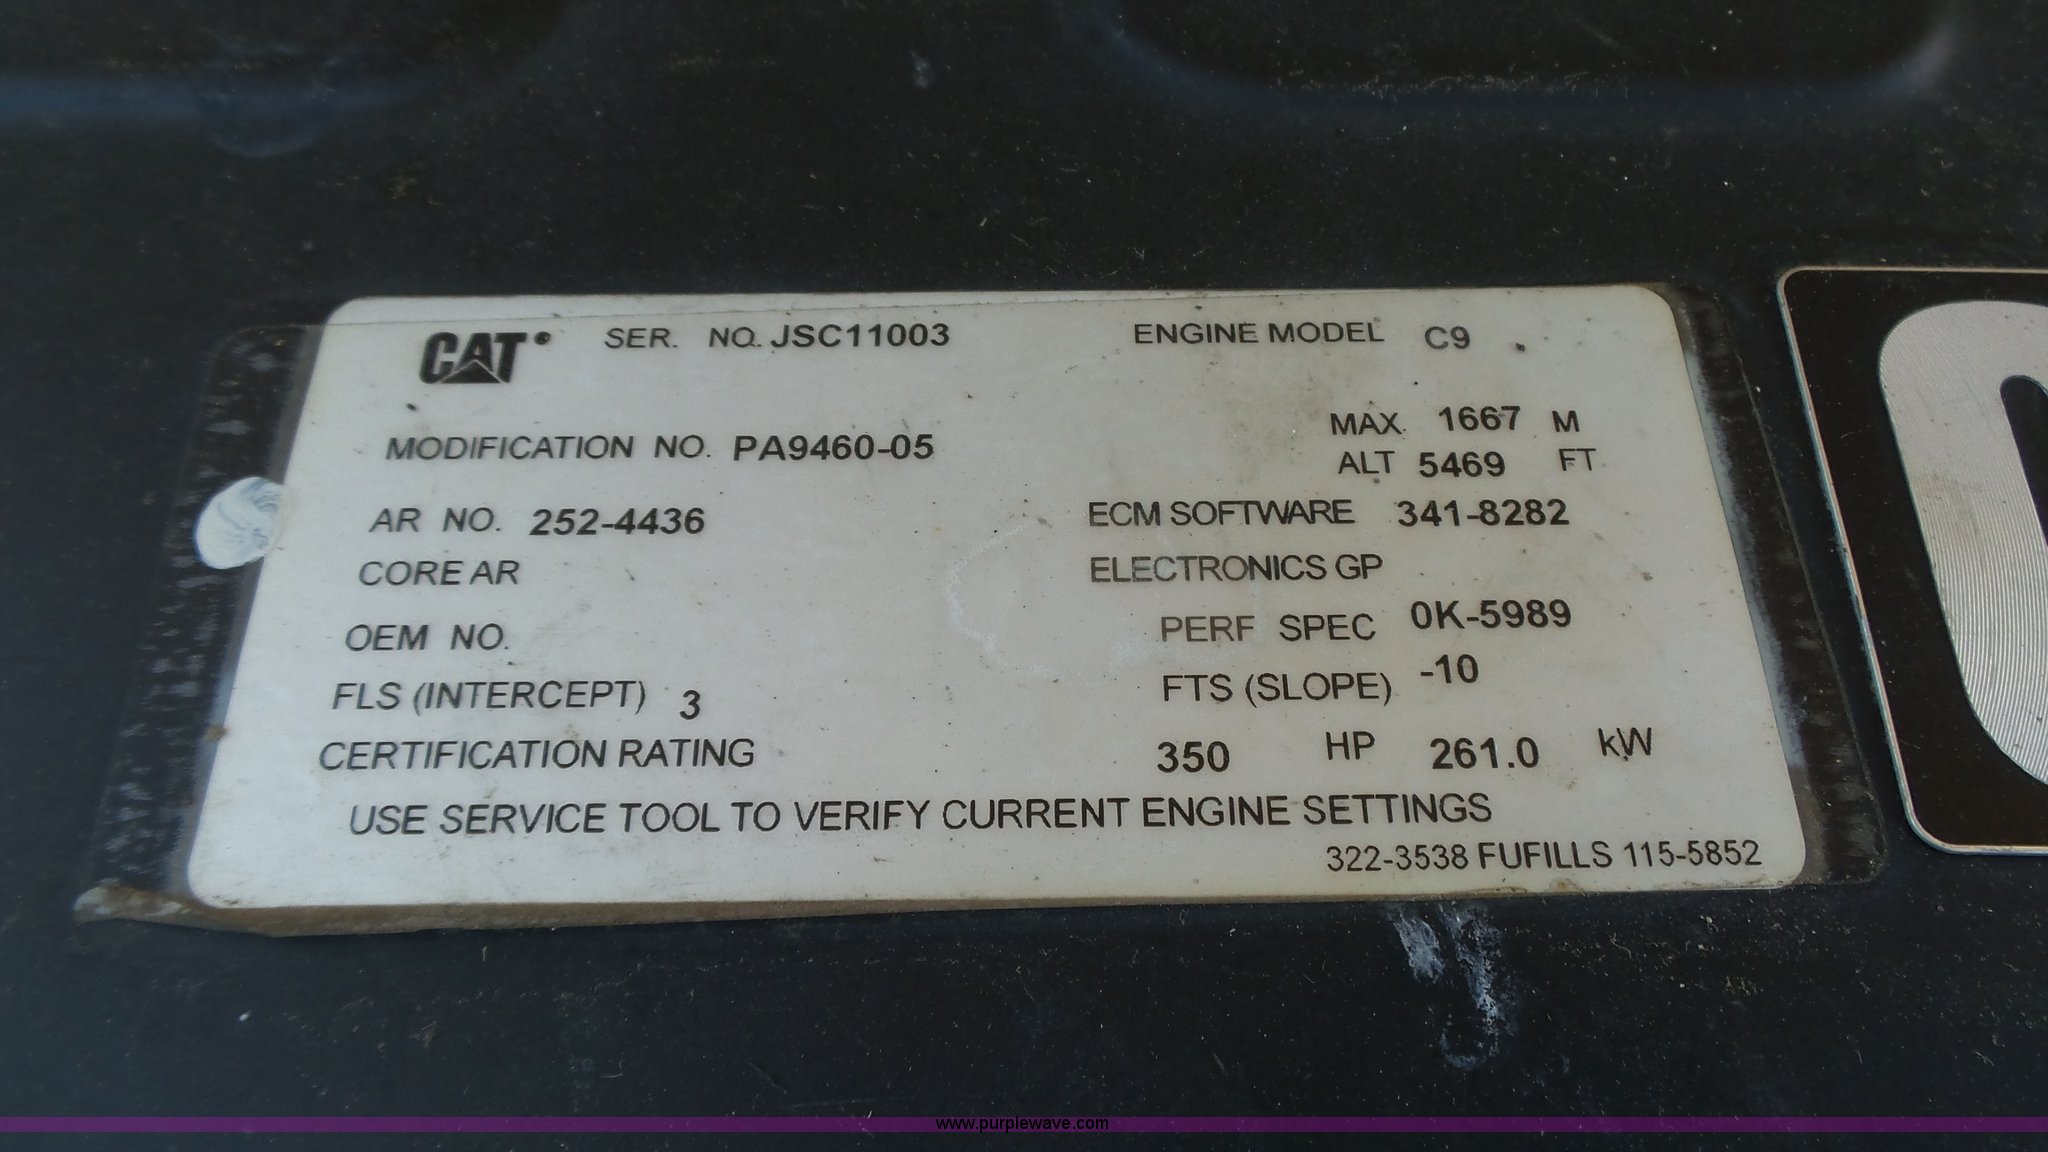 CAT SER. NO. JSC11003 ENGINE MODEL C9
MODIFICATION NO. PA9460-05 MAX 1667 M
ALT 5469 FT
AR NO. 252-4436 ECM SOFTWARE 341-8282
CORE AR ELECTRONICS GP
OEM NO. PERF SPEC 0K-5989
FLS (INTERCEPT) 3 FTS (SLOPE) -10
CERTIFICATION RATING 350 HP 261.0 kW
USE SERVICE TOOL TO VERIFY CURRENT ENGINE SETTINGS
322-3538 FUFILLS 115-5852
www.purplewave.com